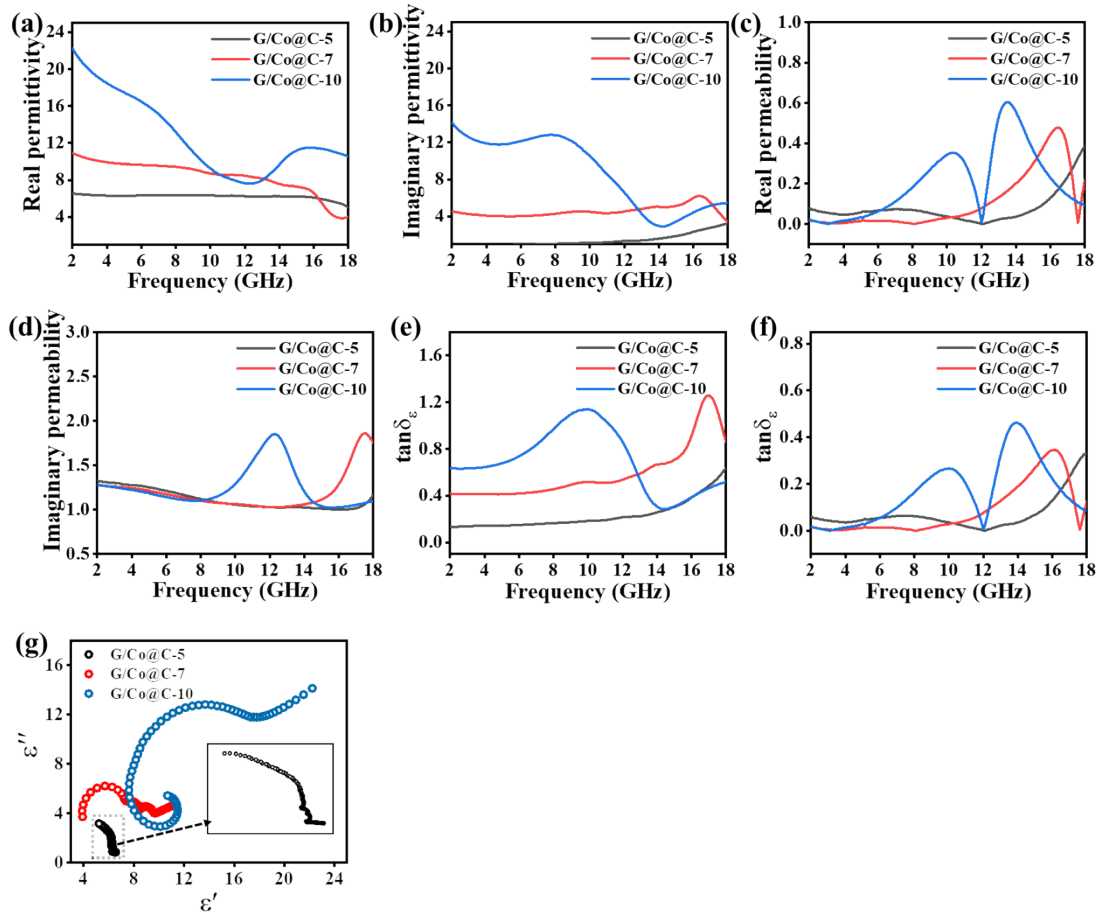 (a)
Real permittivity
24
20
16
12
8
4
G/Co@C-5
G/Co@C-7
G/Co@C-10
2 4 6 8 10 12 14 16 18
Frequency (GHz)
(b)
Imaginary permittivity
24
20
16
12
8
4
G/Co@C-5
G/Co@C-7
G/Co@C-10
2 4 6 8 10 12 14 16 18
Frequency (GHz)
(c)
Real permeability
1.0
0.8
0.6
0.4
0.2
0.0
G/Co@C-5
G/Co@C-7
G/Co@C-10
2 4 6 8 10 12 14 16 18
Frequency (GHz)
(d)
Imaginary permeability
3.0
2.5
2.0
1.5
1.0
0.5
G/Co@C-5
G/Co@C-7
G/Co@C-10
2 4 6 8 10 12 14 16 18
Frequency (GHz)
(e)
tanδε
1.6
1.2
0.8
0.4
0.0
G/Co@C-5
G/Co@C-7
G/Co@C-10
2 4 6 8 10 12 14 16 18
Frequency (GHz)
(f)
tanδε
0.8
0.6
0.4
0.2
0.0
G/Co@C-5
G/Co@C-7
G/Co@C-10
2 4 6 8 10 12 14 16 18
Frequency (GHz)
(g)
ε″
16
12
8
4
0
G/Co@C-5
G/Co@C-7
G/Co@C-10
4 8 12 16 20 24
ε′